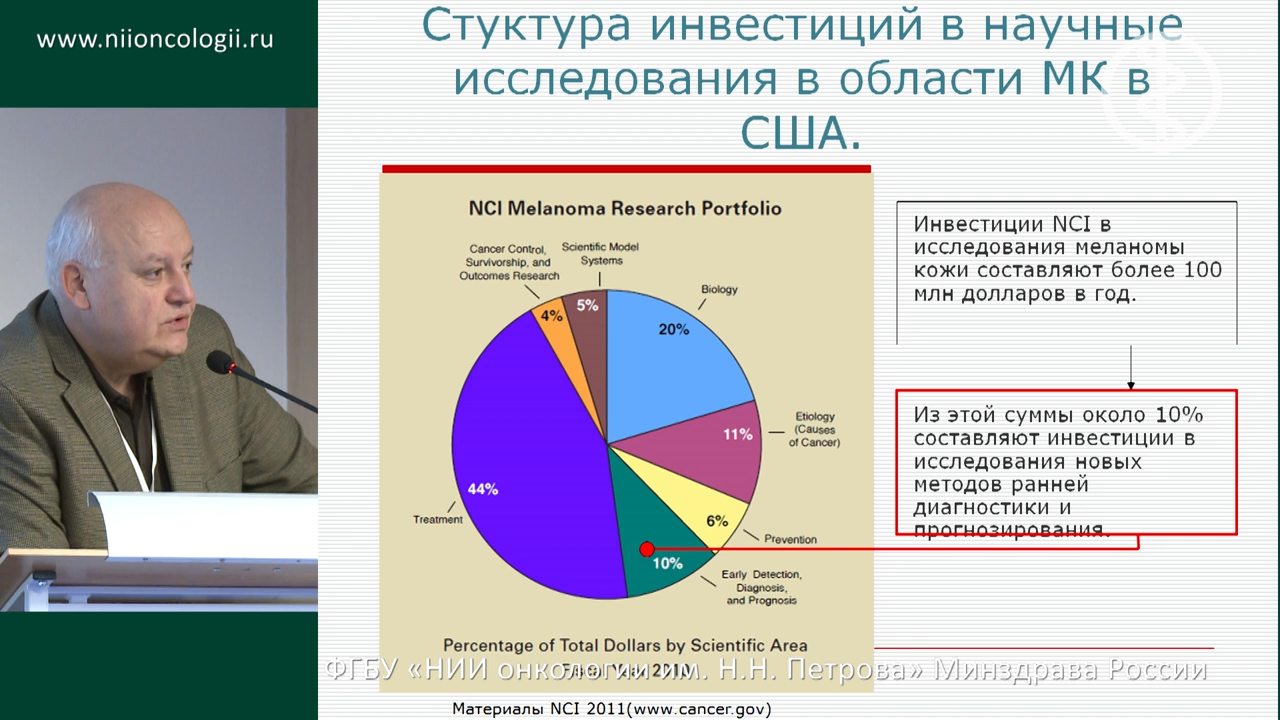 www.niioncologii.ru
Стуктура инвестиций в научные
исследования в области МК в
США.
NCI Melanoma Research Portfolio
Cancer Control,
Survivorship, and
Outcomes Research
Scientific Model
Systems
Biology
4%
5%
20%
Etiology
(Causes
of Cancer)
11%
44%
Treatment
6%
Prevention
10%
Early Detection,
Diagnosis,
and Prognosis
Percentage of Total Dollars by Scientific Area
Fiscal Year 2010
Инвестиции NCI в
исследования меланомы
кожи составляют более 100
млн долларов в год.
Из этой суммы около 10%
составляют инвестиции в
исследования новых
методов ранней
диагностики и
прогнозирования.
ФГБУ «НИИ онкологии им. Н.Н. Петрова» Минздрава России
Материалы NCI 2011(www.cancer.gov)